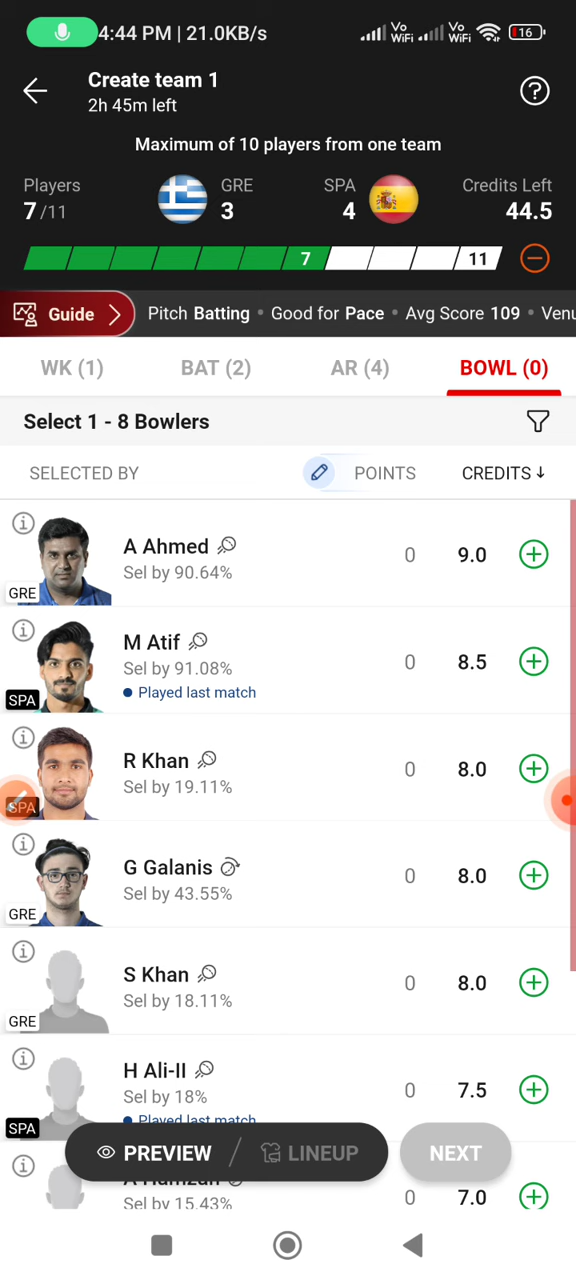 4:44 PM | 21.0KB/s Vo WiFi Vo WiFi 16
Create team 1
2h 45m left
Maximum of 10 players from one team
Players GRE SPA Credits Left
7/11 3 4 44.5
7 11
Guide Pitch Batting • Good for Pace • Avg Score 109 • Venu
WK (1) BAT (2) AR (4) BOWL (0)
Select 1 - 8 Bowlers
SELECTED BY POINTS CREDITS ↓
A Ahmed
Sel by 90.64%
0 9.0
GRE
M Atif
Sel by 91.08%
• Played last match
0 8.5
SPA
R Khan
Sel by 19.11%
0 8.0
SPA
G Galanis
Sel by 43.55%
0 8.0
GRE
S Khan
Sel by 18.11%
0 8.0
GRE
H Ali-II
Sel by 18%
• Played last match
0 7.5
SPA
PREVIEW / LINEUP NEXT
Sel by 15.43%
0 7.0